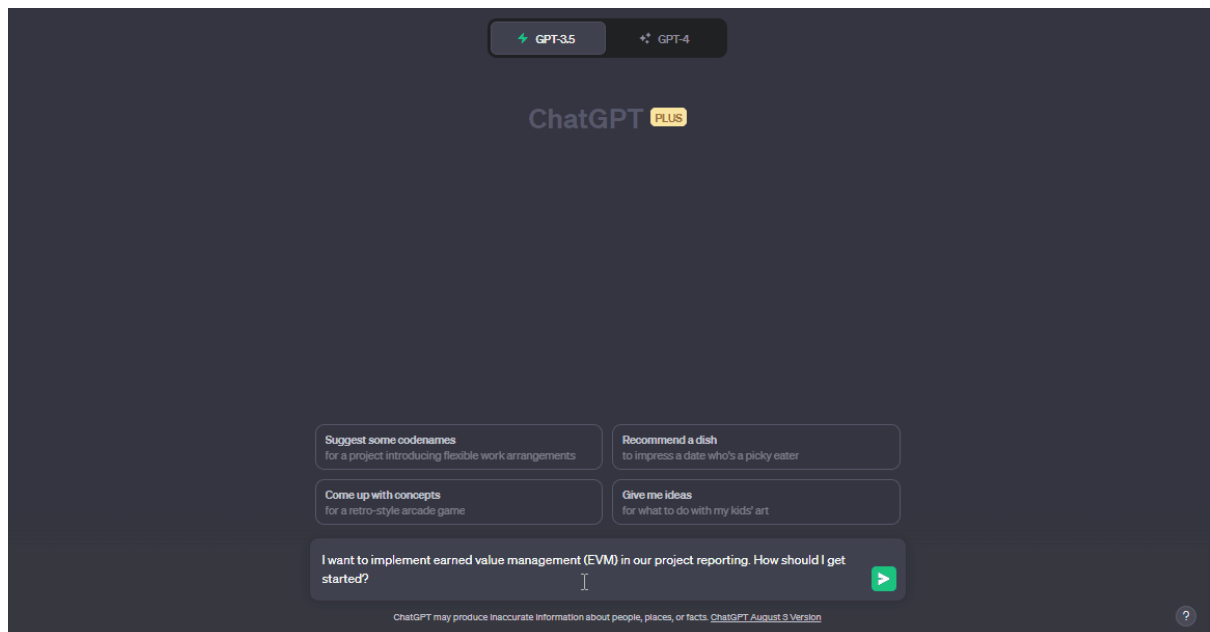 GPT-3.5
GPT-4
ChatGPT PLUS
Suggest some codenames
for a project introducing flexible work arrangements
Recommend a dish
to impress a date who's a picky eater
Come up with concepts
for a retro-style arcade game
Give me ideas
for what to do with my kids' art
I want to implement earned value management (EVM) in our project reporting. How should I get
started?
ChatGPT may produce inaccurate information about people, places, or facts. ChatGPT August 3 Version
?